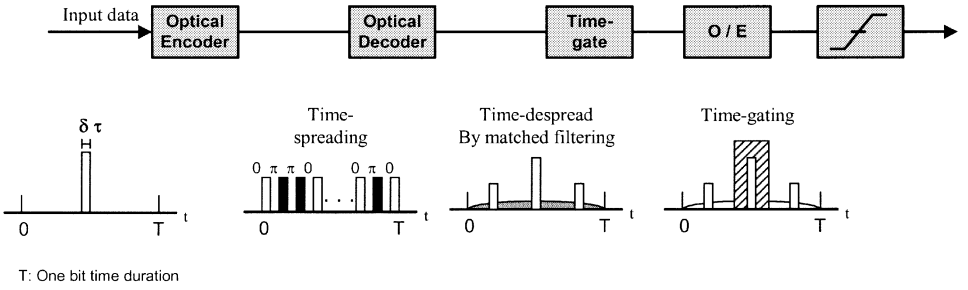 Input data
Optical
Encoder
Optical
Decoder
Time-
gate
O / E
δ τ
0 T t
Time-
spreading
0 π π 0 0 π 0
. . .
0 T t
Time-despread
By matched filtering
0 T t
Time-gating
0 T t
T: One bit time duration